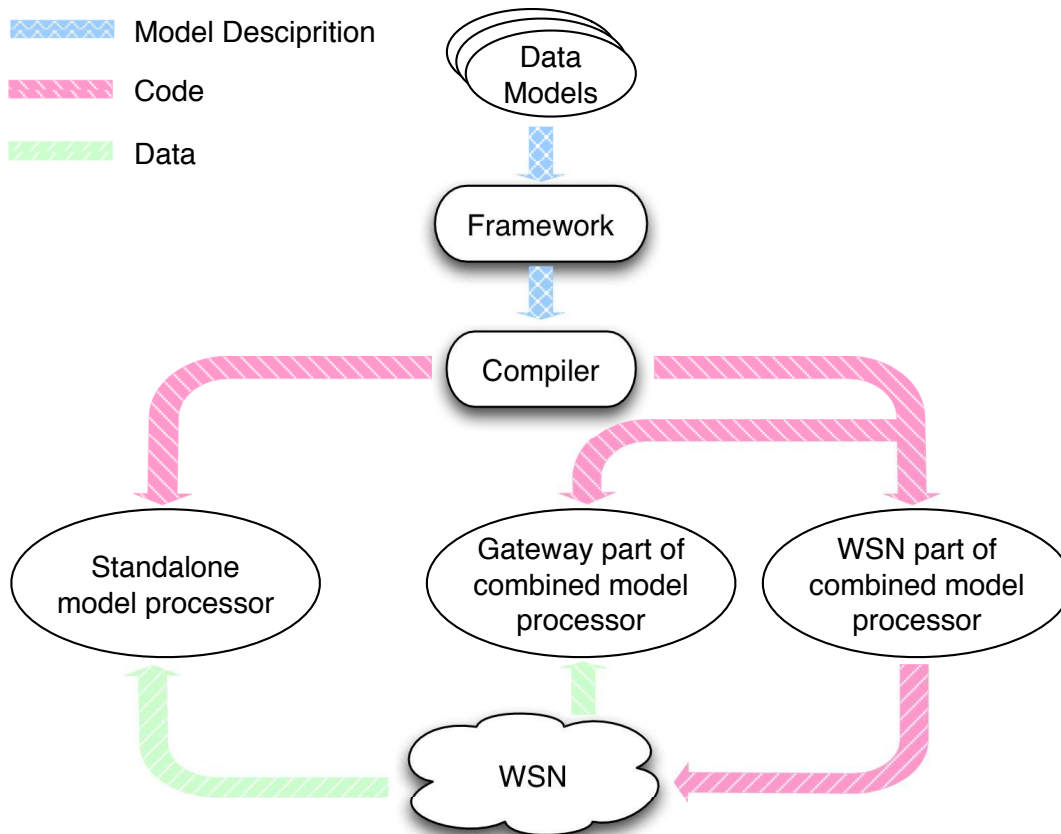 Model Desciprition
Code
Data
Data
Models
Framework
Compiler
Standalone
model processor
Gateway part of
combined model
processor
WSN part of
combined model
processor
WSN